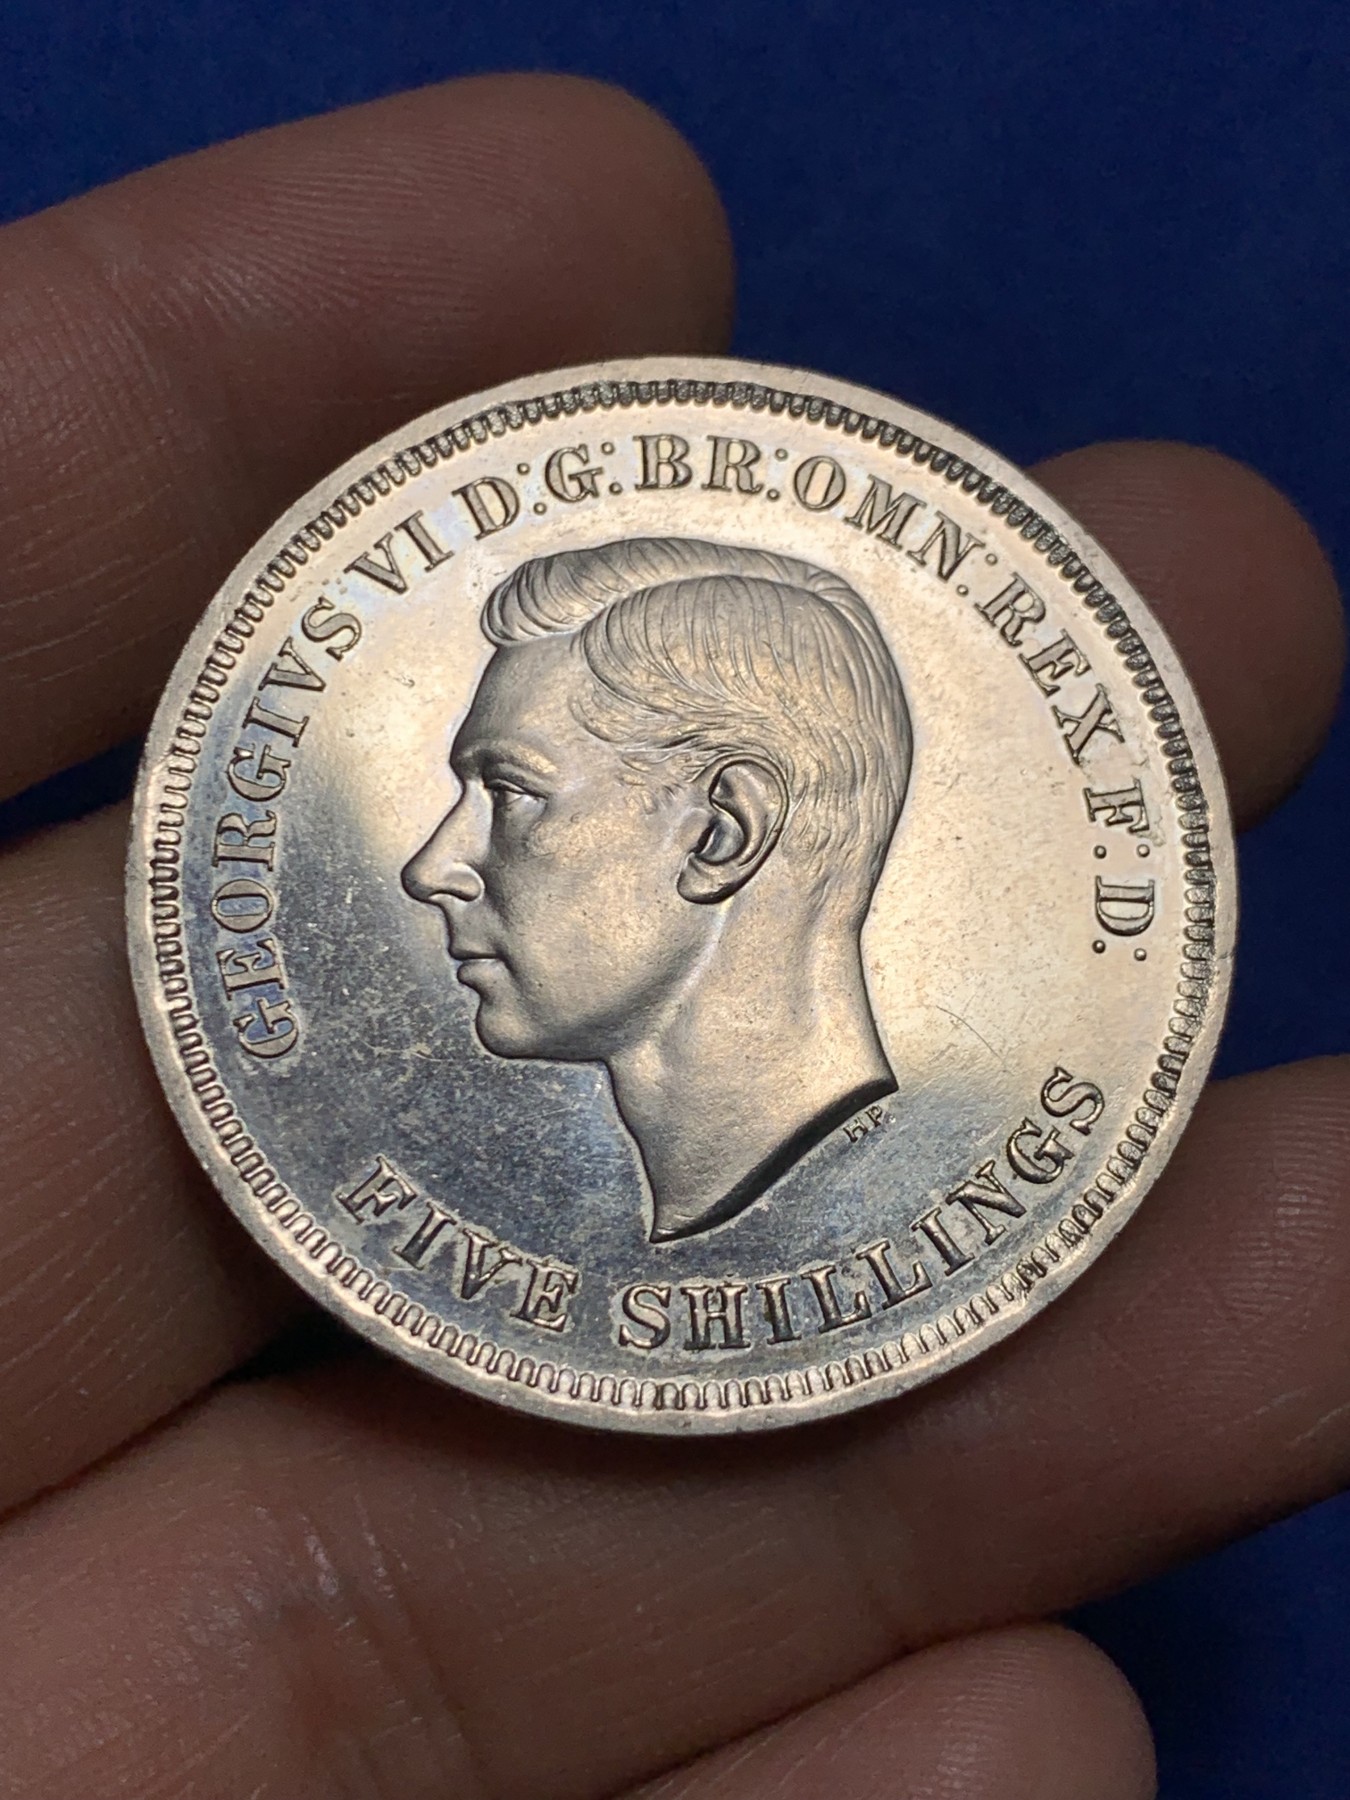 GEORGIVS VI D:G:BR:OMN:REX F:D:
HP.
FIVE SHILLINGS